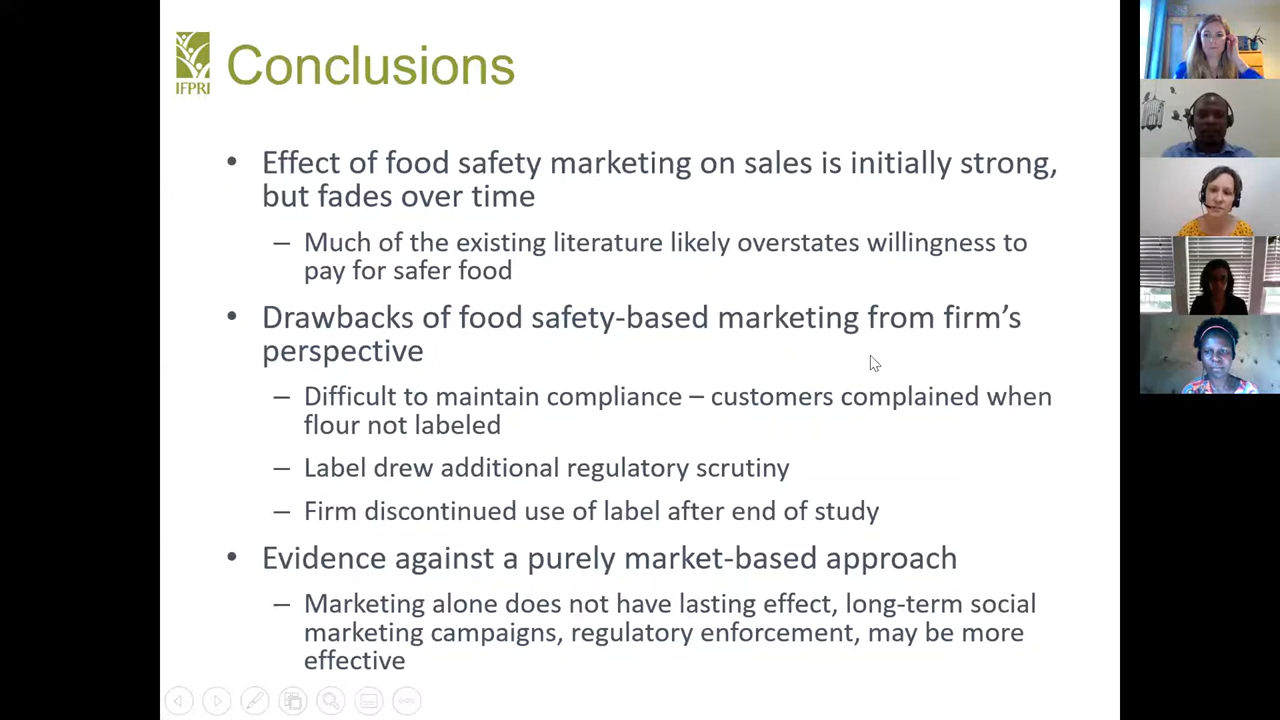 IFPRI
Conclusions
• Effect of food safety marketing on sales is initially strong,
but fades over time
– Much of the existing literature likely overstates willingness to
pay for safer food
• Drawbacks of food safety-based marketing from firm’s
perspective
– Difficult to maintain compliance – customers complained when
flour not labeled
– Label drew additional regulatory scrutiny
– Firm discontinued use of label after end of study
• Evidence against a purely market-based approach
– Marketing alone does not have lasting effect, long-term social
marketing campaigns, regulatory enforcement, may be more
effective